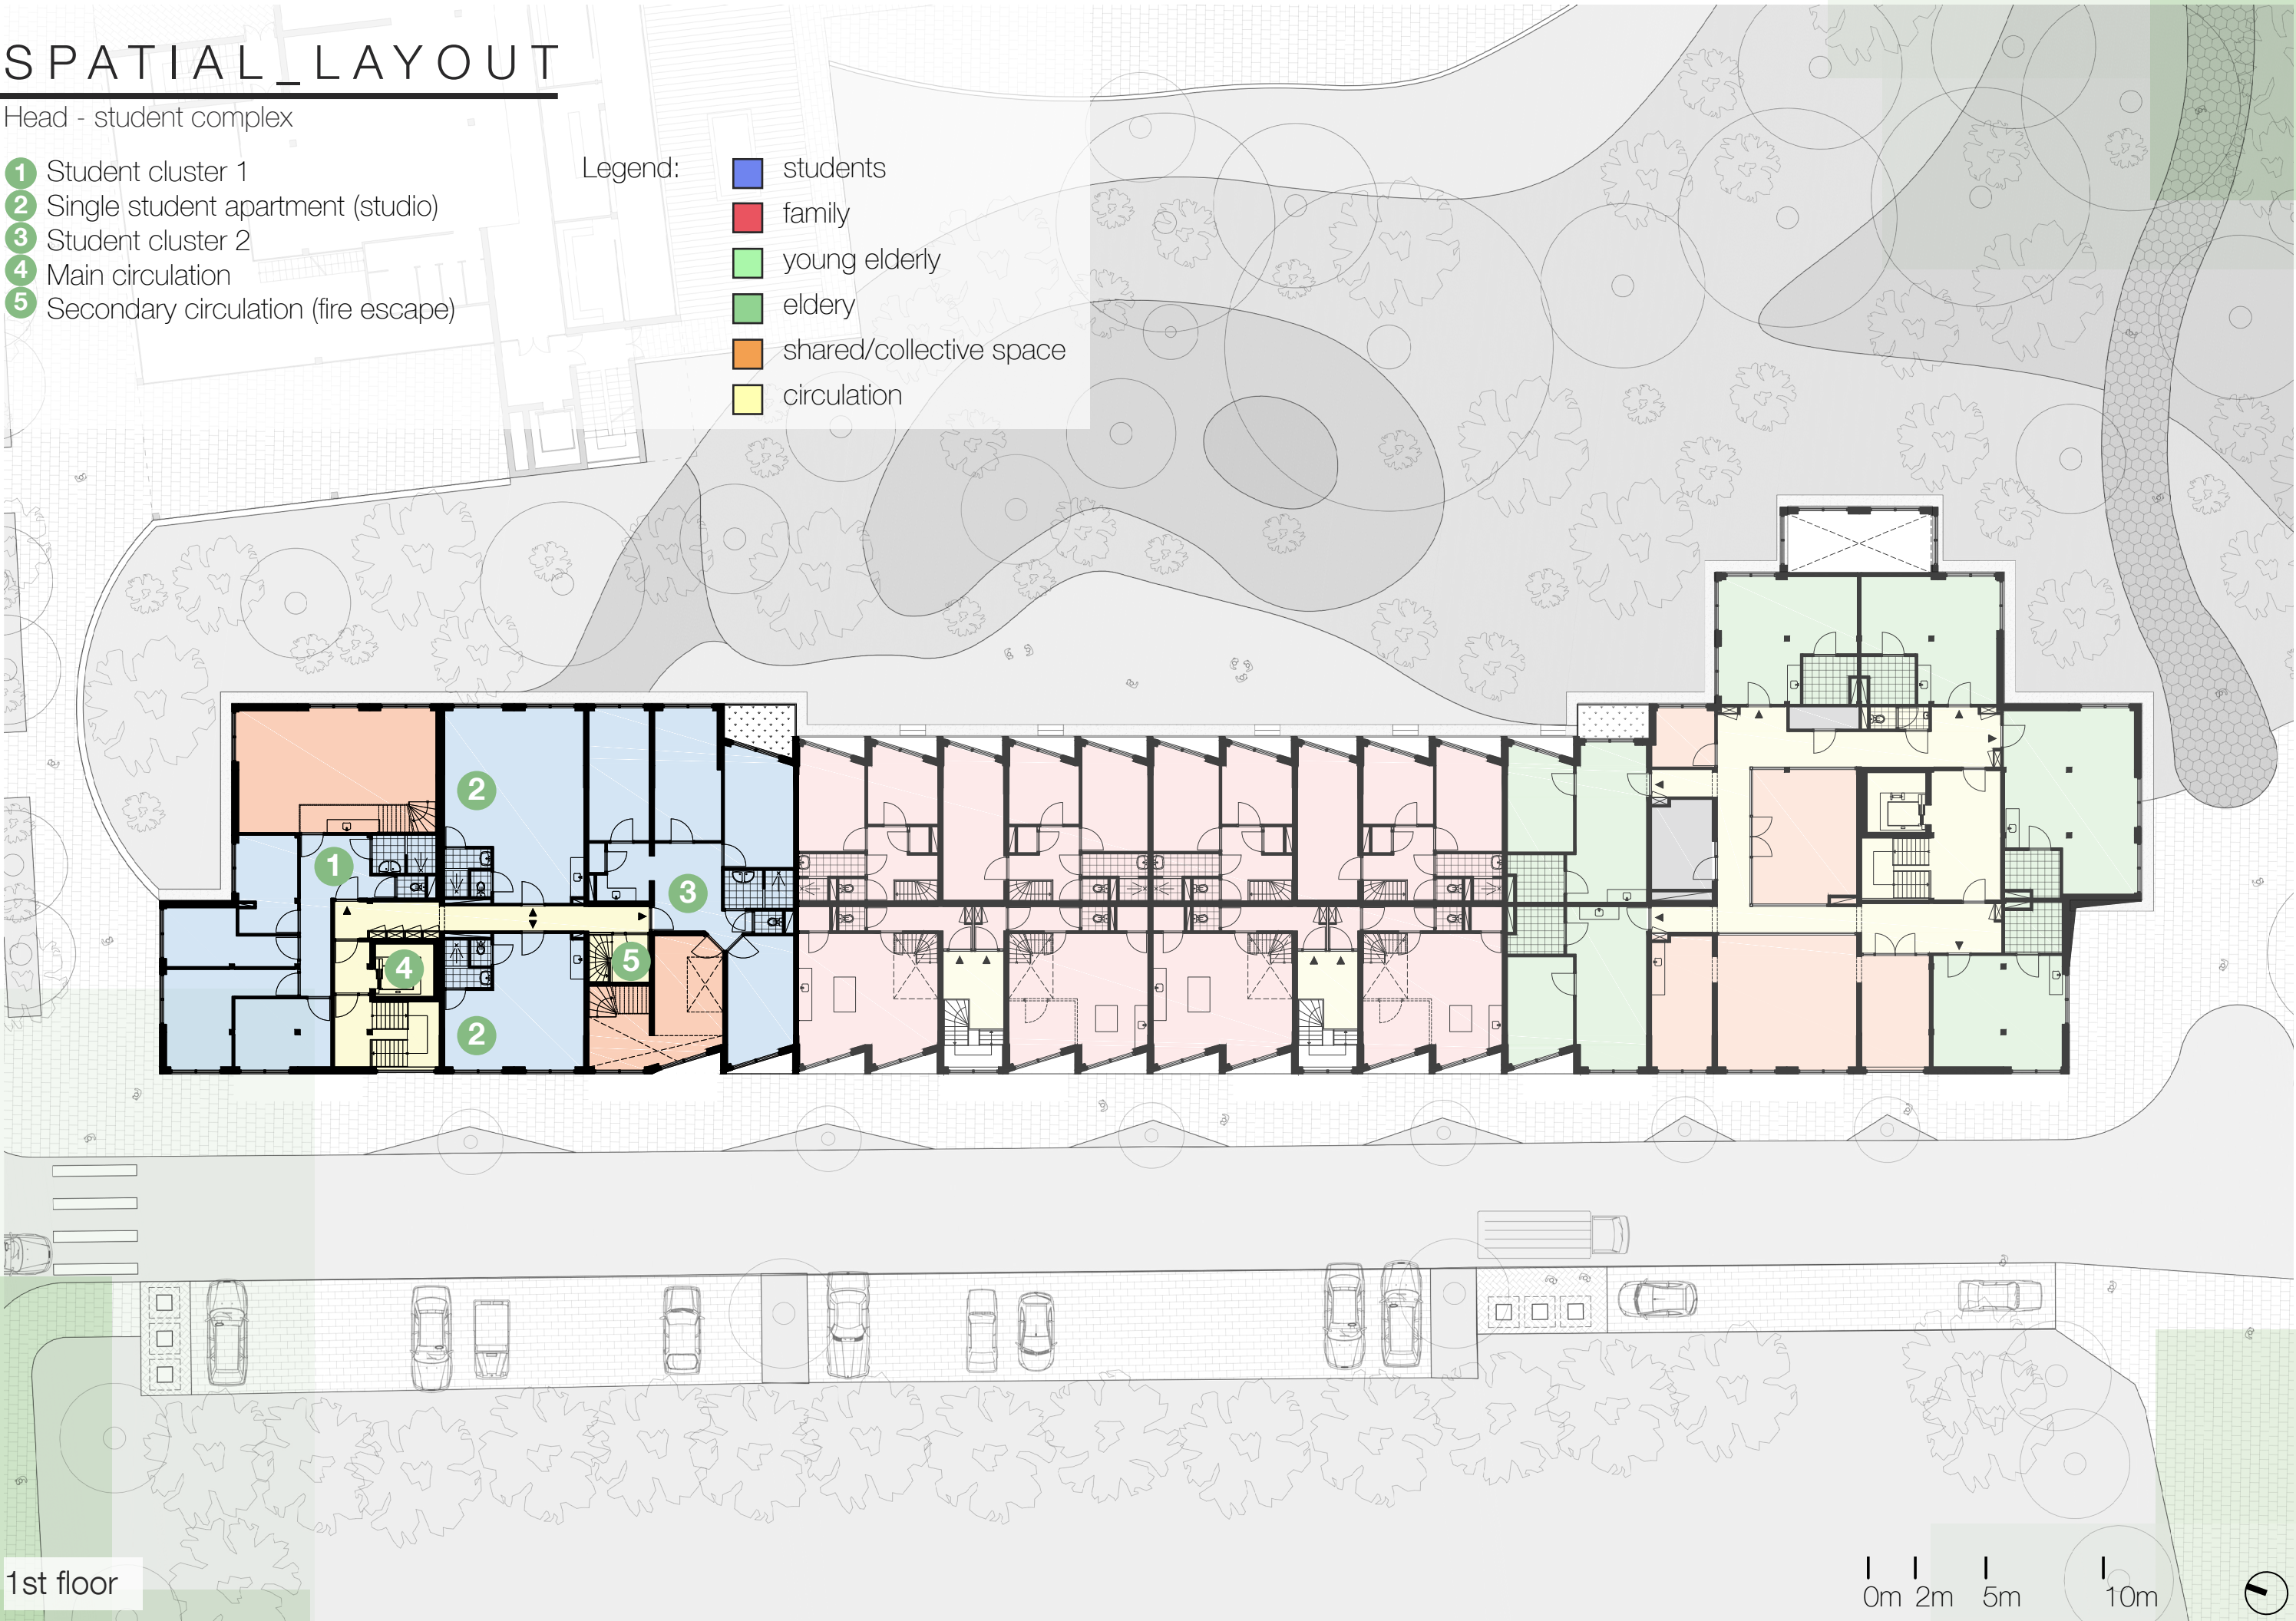 SPATIAL_LAYOUT
Head - student complex
1 Student cluster 1
2 Single student apartment (studio)
3 Student cluster 2
4 Main circulation
5 Secondary circulation (fire escape)
Legend:
students
family
young elderly
eldery
shared/collective space
circulation
2
1
3
4
5
2
1st floor
0m 2m 5m 10m